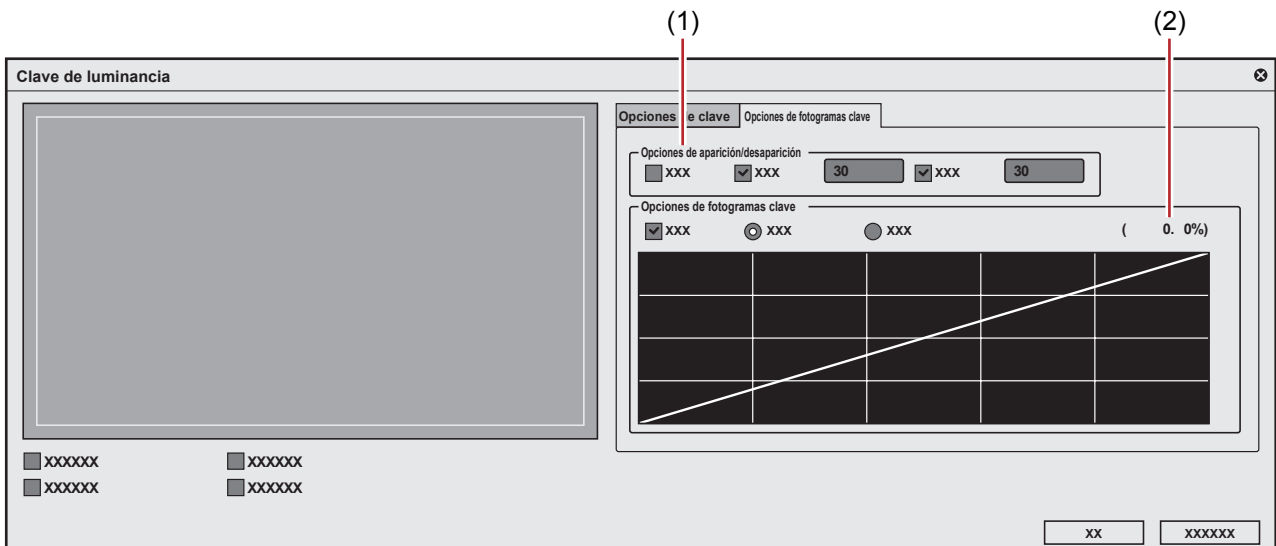 (1) (2)
Clave de luminancia
Opciones de clave Opciones de fotogramas clave
Opciones de aparición/desaparición
XXX XXX 30 XXX 30
Opciones de fotogramas clave
XXX XXX XXX ( 0. 0%)
XXXXXX XXXXXX
XXXXXX XXXXXX
XX XXXXXX